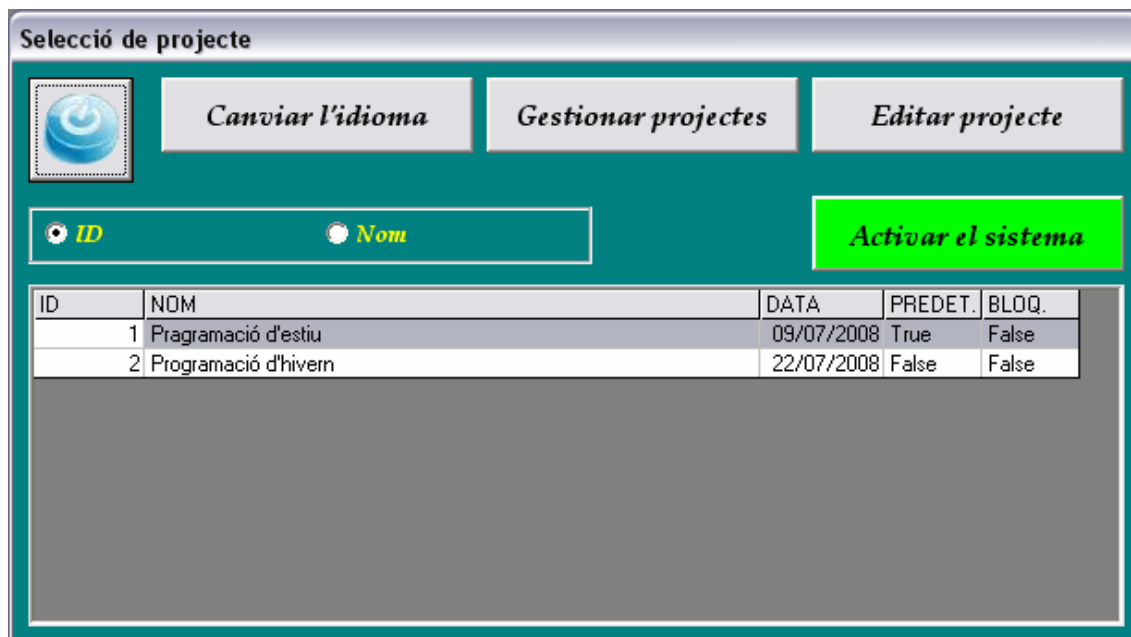 Selecció de projecte
Canviar l'idioma Gestionar projectes Editar projecte
ID Nom Activar el sistema
ID NOM DATA PREDET. BLOQ.
1 Pragramació d'estiu 09/07/2008 True False
2 Programació d'hivern 22/07/2008 False False